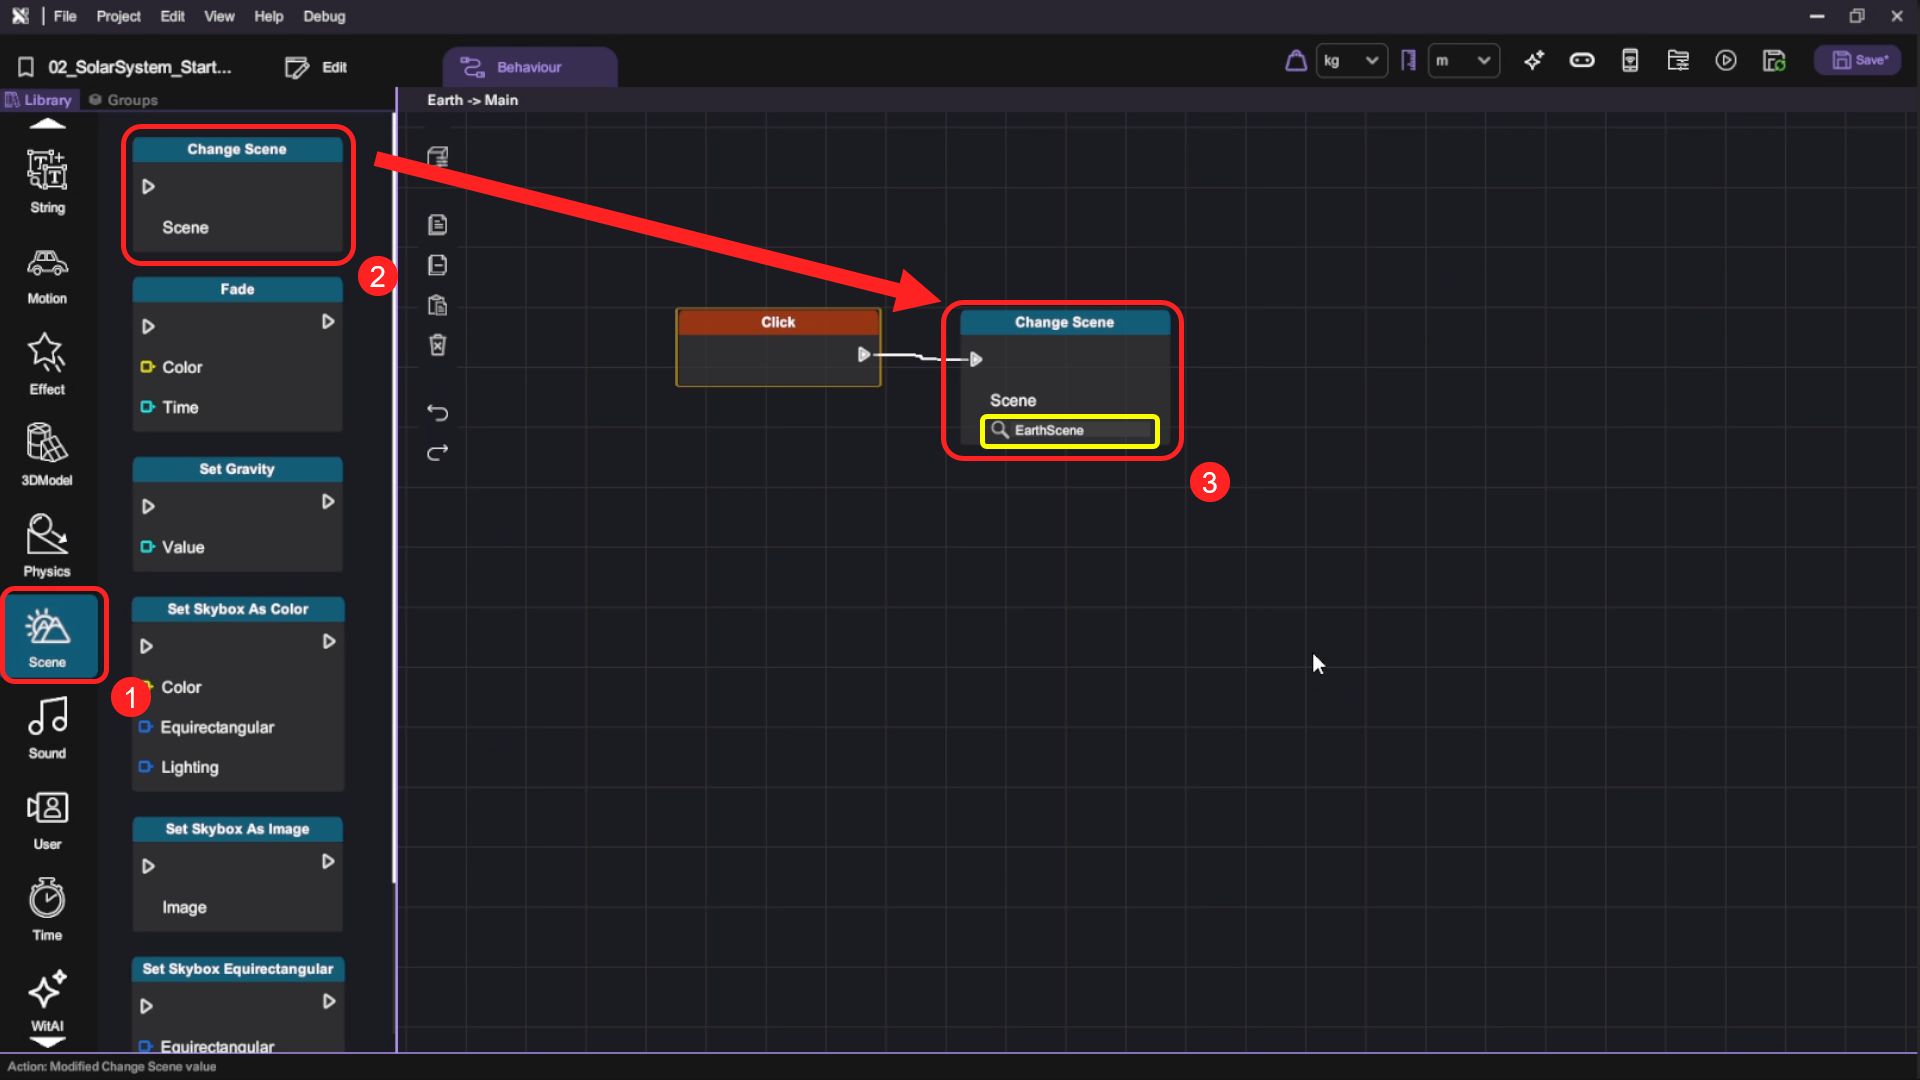 File Project Edit View Help Debug
02_SolarSystem_Start...
Edit
Behaviour
kg
m
Save*
Library
Groups
Earth -> Main
String
Motion
Effect
3DModel
Physics
Scene
1
Sound
User
Time
WitAI
Change Scene
Scene
2
Fade
Color
Time
Set Gravity
Value
Set Skybox As Color
Color
Equirectangular
Lighting
Set Skybox As Image
Image
Set Skybox Equirectangular
Equirectangular
Click
Change Scene
Scene
EarthScene
3
Action: Modified Change Scene value